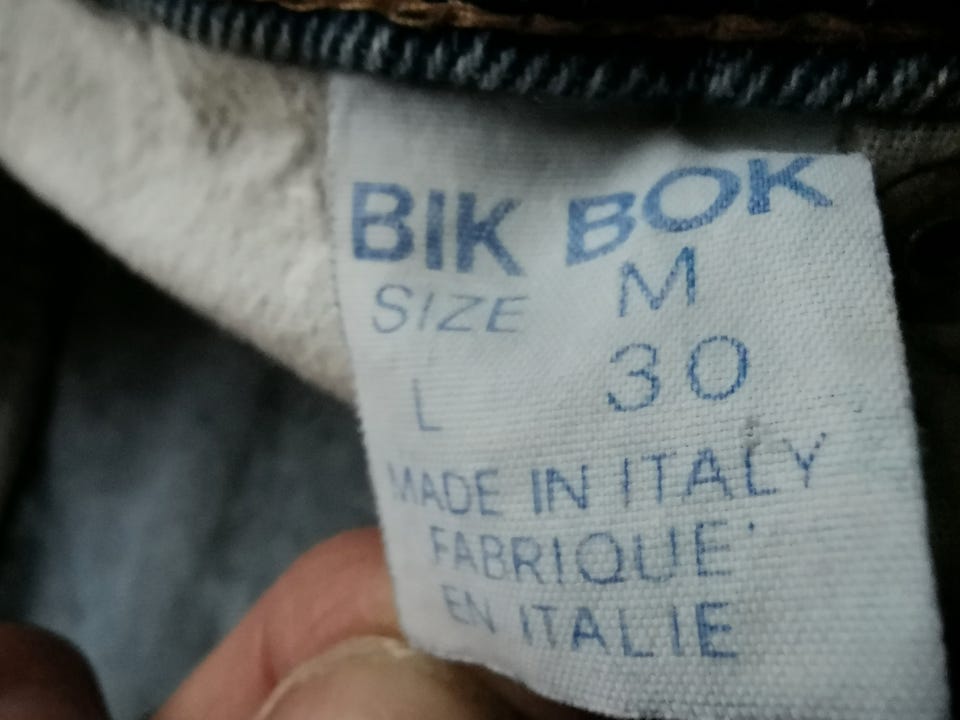 BIK BOK
SIZE M
L 30
MADE IN ITALY
FABRIQUE'
EN ITALIE